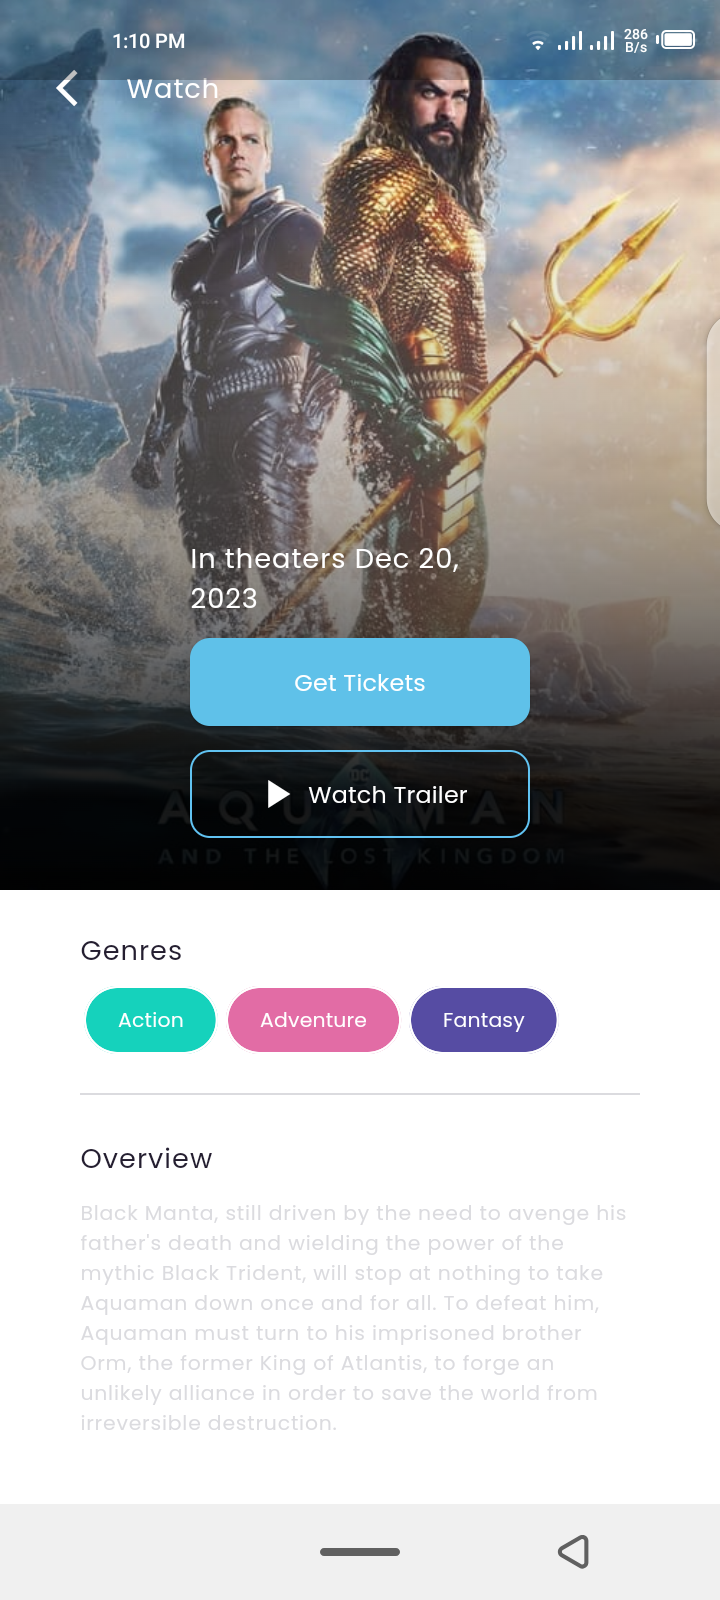 1:10 PM
286
B/s
Watch
In theaters Dec 20,
2023
Get Tickets
DC
Watch Trailer
AQUAMAN
AND THE LOST KINGDOM
Genres
Action
Adventure
Fantasy
Overview
Black Manta, still driven by the need to avenge his
father's death and wielding the power of the
mythic Black Trident, will stop at nothing to take
Aquaman down once and for all. To defeat him,
Aquaman must turn to his imprisoned brother
Orm, the former King of Atlantis, to forge an
unlikely alliance in order to save the world from
irreversible destruction.